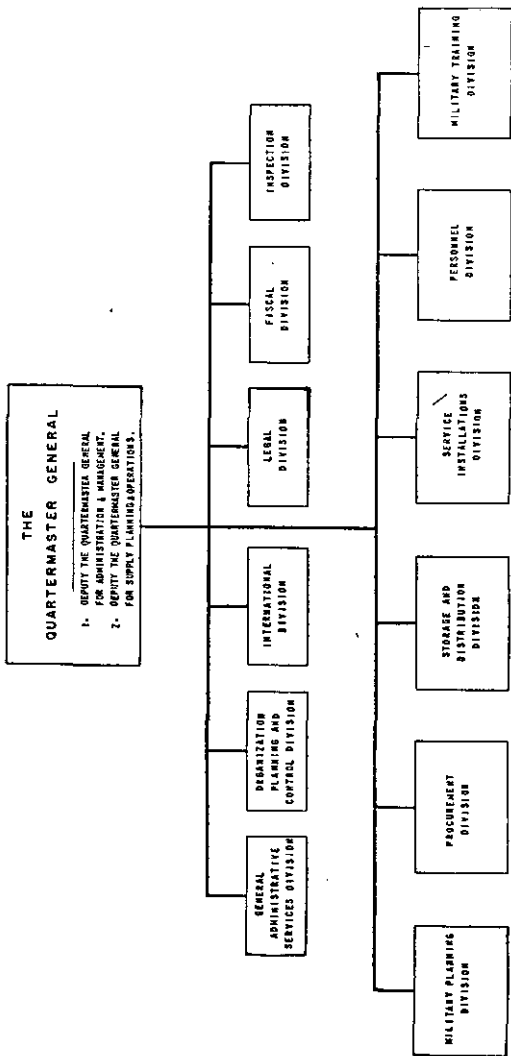 THE
QUARTERMASTER GENERAL
1. DEPUTY THE QUARTERMASTER GENERAL
FOR ADMINISTRATION & MANAGEMENT.
2. DEPUTY THE QUARTERMASTER GENERAL
FOR SUPPLY PLANNING & OPERATIONS.
GENERAL
ADMINISTRATIVE
SERVICES DIVISION
ORGANIZATION
PLANNING AND
CONTROL DIVISION
INTERNATIONAL
DIVISION
LEGAL
DIVISION
FISCAL
DIVISION
INSPECTION
DIVISION
MILITARY PLANNING
DIVISION
PROCUREMENT
DIVISION
STORAGE AND
DISTRIBUTION
DIVISION
SERVICE
INSTALLATIONS
DIVISION
PERSONNEL
DIVISION
MILITARY TRAINING
DIVISION